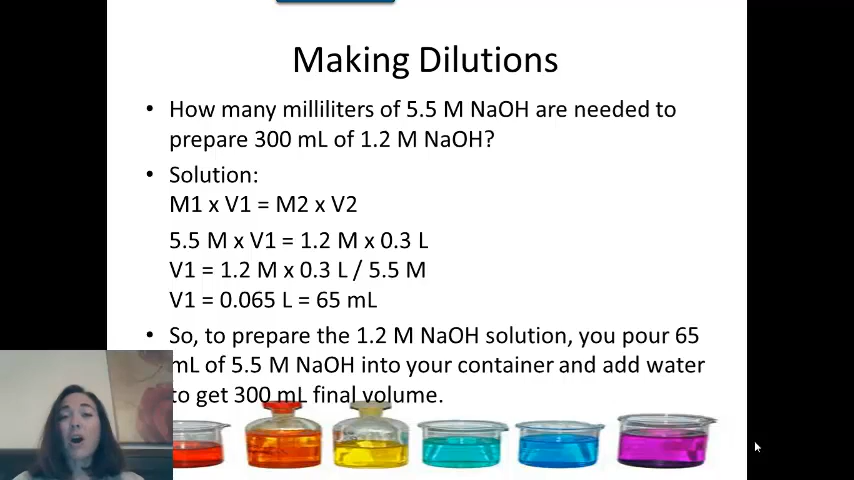 Making Dilutions
• How many milliliters of 5.5 M NaOH are needed to
prepare 300 mL of 1.2 M NaOH?
• Solution:
M1 x V1 = M2 x V2
5.5 M x V1 = 1.2 M x 0.3 L
V1 = 1.2 M x 0.3 L / 5.5 M
V1 = 0.065 L = 65 mL
• So, to prepare the 1.2 M NaOH solution, you pour 65
mL of 5.5 M NaOH into your container and add water
to get 300 mL final volume.